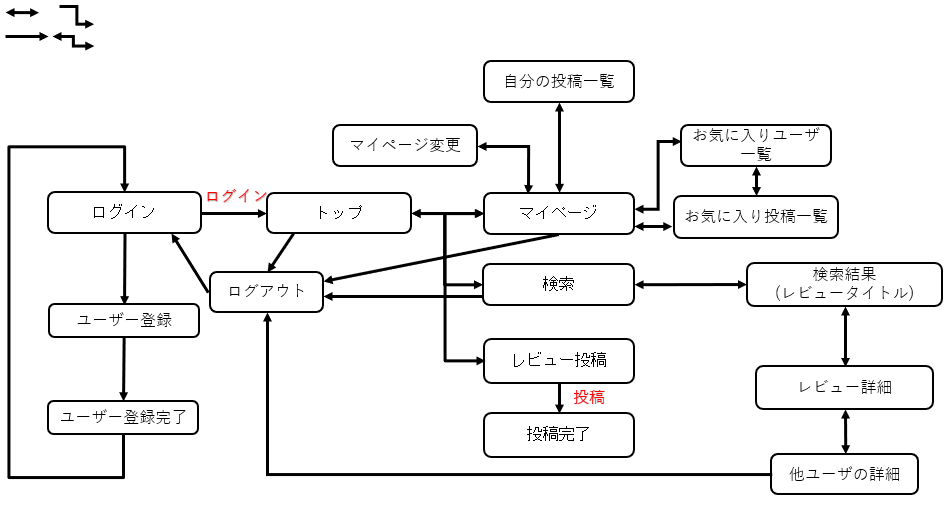 自分の投稿一覧
マイページ変更
お気に入りユーザ
一覧
ログイン
ログイン
トップ
マイページ
お気に入り投稿一覧
ログアウト
検索
検索結果
(レビュータイトル)
ユーザー登録
レビュー投稿
レビュー詳細
投稿
ユーザー登録完了
投稿完了
他ユーザの詳細